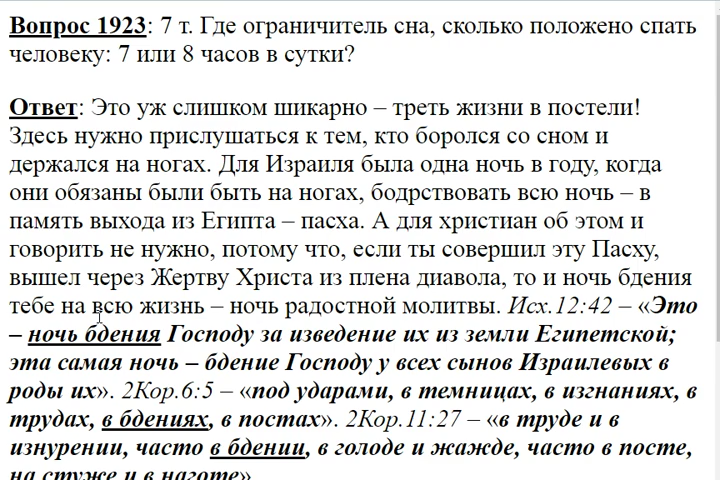 Вопрос 1923: 7 т. Где ограничитель сна, сколько положено спать
человеку: 7 или 8 часов в сутки?
Ответ: Это уж слишком шикарно – треть жизни в постели!
Здесь нужно прислушаться к тем, кто боролся со сном и
держался на ногах. Для Израиля была одна ночь в году, когда
они обязаны были быть на ногах, бодрствовать всю ночь – в
память выхода из Египта – пасха. А для христиан об этом и
говорить не нужно, потому что, если ты совершил эту Пасху,
вышел через Жертву Христа из плена диавола, то и ночь бдения
тебе на всю жизнь – ночь радостной молитвы. Исх.12:42 – «Это
– ночь бдения Господу за изведение их из земли Египетской;
эта самая ночь – бдение Господу у всех сынов Израилевых в
роды их». 2Кор.6:5 – «под ударами, в темницах, в изгнаниях, в
трудах, в бдениях, в постах». 2Кор.11:27 – «в труде и в
изнурении, часто в бдении, в голоде и жажде, часто в посте,
на стуже и в наготе».